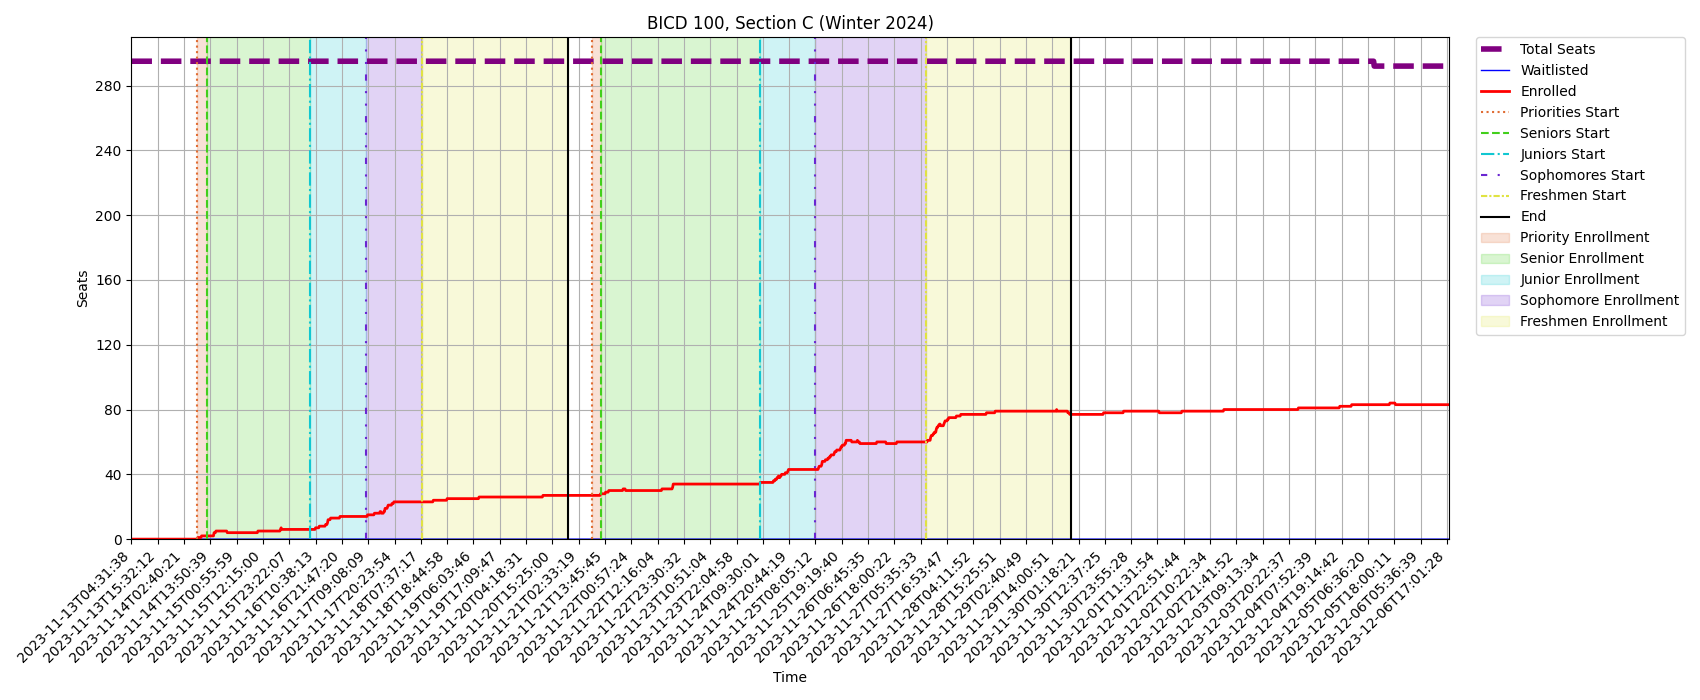 BICD 100, Section C (Winter 2024)
Seats
280
240
200
160
120
80
40
0
2023-11-13T04:31:38
2023-11-13T15:32:12
2023-11-14T02:40:21
2023-11-14T13:50:39
2023-11-15T00:55:59
2023-11-15T12:15:00
2023-11-15T23:22:07
2023-11-16T10:38:13
2023-11-16T21:47:20
2023-11-17T09:08:09
2023-11-17T20:23:54
2023-11-18T07:37:17
2023-11-18T18:44:58
2023-11-19T06:03:46
2023-11-19T17:09:47
2023-11-20T04:18:31
2023-11-20T15:25:00
2023-11-21T02:33:19
2023-11-21T13:45:45
2023-11-22T00:57:24
2023-11-22T12:16:04
2023-11-22T23:30:32
2023-11-23T10:51:04
2023-11-23T22:04:58
2023-11-24T09:30:01
2023-11-24T20:44:19
2023-11-25T08:05:12
2023-11-25T19:19:40
2023-11-26T06:45:35
2023-11-26T18:00:22
2023-11-27T05:35:33
2023-11-27T16:53:47
2023-11-28T04:11:52
2023-11-28T15:25:51
2023-11-29T02:40:49
2023-11-29T14:00:51
2023-11-30T01:18:21
2023-11-30T12:37:25
2023-11-30T23:55:28
2023-12-01T11:31:54
2023-12-01T22:51:44
2023-12-02T10:22:34
2023-12-02T21:41:52
2023-12-03T09:13:34
2023-12-03T20:22:37
2023-12-04T07:52:39
2023-12-04T19:14:42
2023-12-05T06:36:20
2023-12-05T18:00:11
2023-12-06T05:36:39
2023-12-06T17:01:28
Time
Total Seats
Waitlisted
Enrolled
Priorities Start
Seniors Start
Juniors Start
Sophomores Start
Freshmen Start
End
Priority Enrollment
Senior Enrollment
Junior Enrollment
Sophomore Enrollment
Freshmen Enrollment